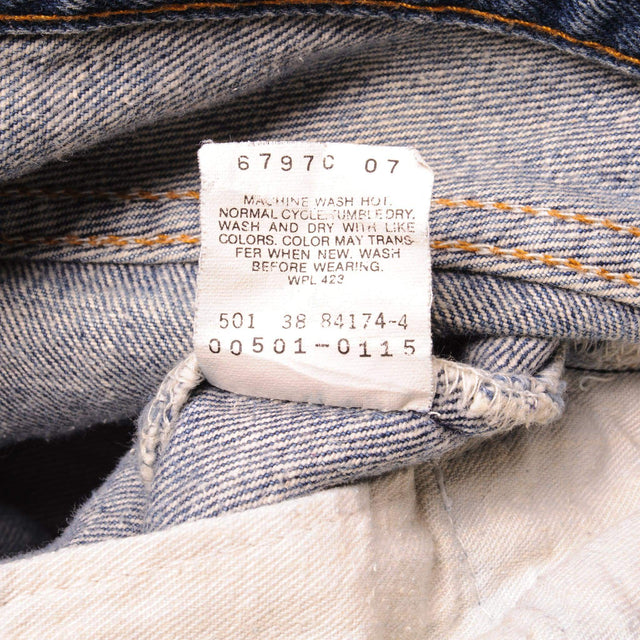 67970 07
MACHINE WASH HOT.
NORMAL CYCLE. TUMBLE DRY.
WASH AND DRY WITH LIKE
COLORS. COLOR MAY TRANS-
FER WHEN NEW. WASH
BEFORE WEARING.
WPL 423
501 38 84174-4
00501-0115